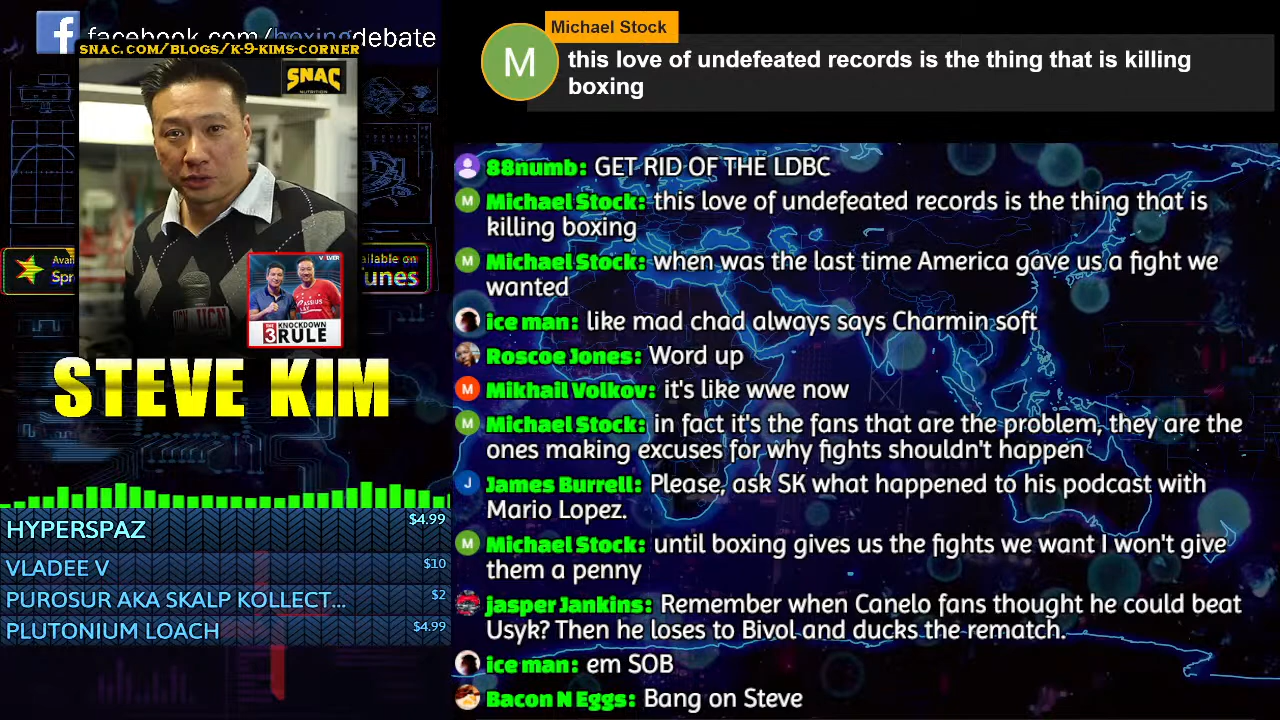 facebook.com/boxingdebate
SNAC.COM/BLOGS/K-9-KIMS-CORNER
SNAC
NUTRITION
UCN
KNOCKDOWN
3 RULE
STEVE KIM
HYPERSPAZ $4.99
VLADEE V $10
PUROSUR AKA SKALP KOLLECT... $2
PLUTONIUM LOACH $4.99
Michael Stock
M
this love of undefeated records is the thing that is killing
boxing
88numb: GET RID OF THE LDBC
M Michael Stock: this love of undefeated records is the thing that is
killing boxing
M Michael Stock: when was the last time America gave us a fight we
wanted
ice man: like mad chad always says Charmin soft
Roscoe Jones: Word up
M Mikhail Volkov: it's like wwe now
M Michael Stock: in fact it's the fans that are the problem, they are the
ones making excuses for why fights shouldn't happen
J James Burrell: Please, ask SK what happened to his podcast with
Mario Lopez.
M Michael Stock: until boxing gives us the fights we want I won't give
them a penny
jasper Jankins: Remember when Canelo fans thought he could beat
Usyk? Then he loses to Bivol and ducks the rematch.
ice man: em SOB
Bacon N Eggs: Bang on Steve